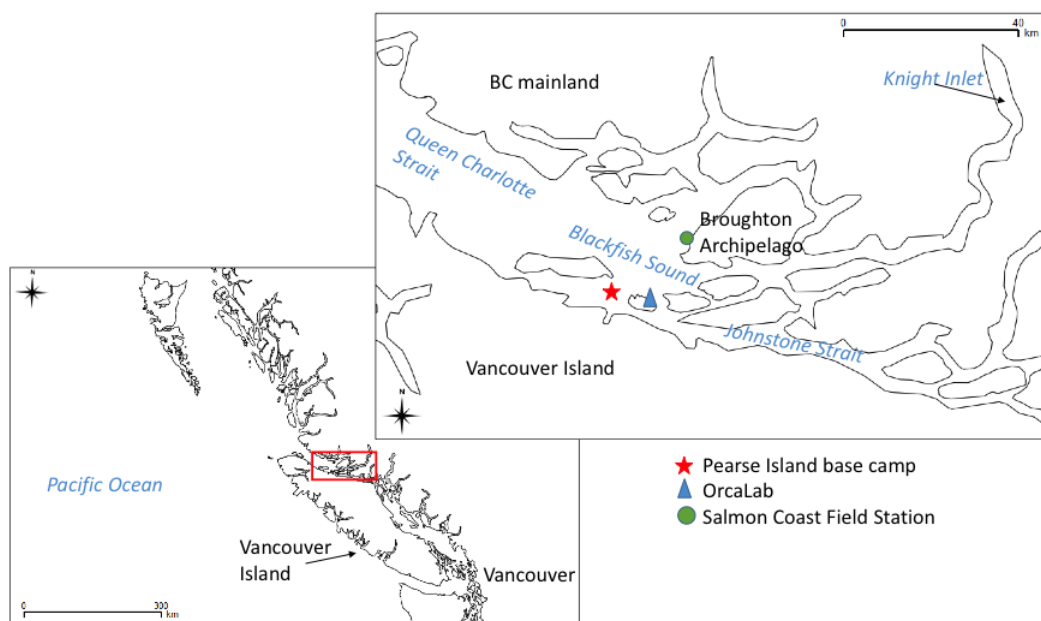 0
40
km
BC mainland
Knight Inlet
Queen Charlotte
Strait
Broughton
Archipelago
Blackfish Sound
Johnstone Strait
Vancouver Island
N
N
Pacific Ocean
Vancouver
Island
Vancouver
0
300
km
Pearse Island base camp
OrcaLab
Salmon Coast Field Station